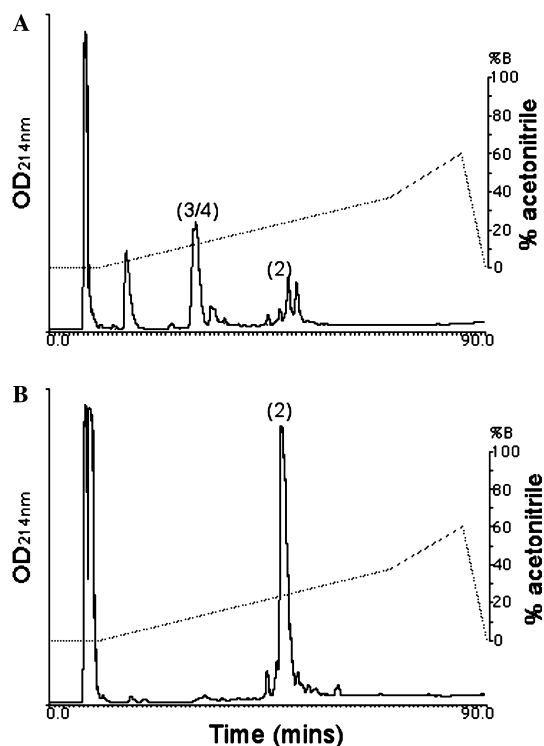 A
OD214nm
%B
100
80
60
40
20
0
% acetonitrile
(3/4)
(2)
0.0
90.0
B
OD214nm
(2)
%B
100
80
60
40
20
0
% acetonitrile
0.0
90.0
Time (mins)